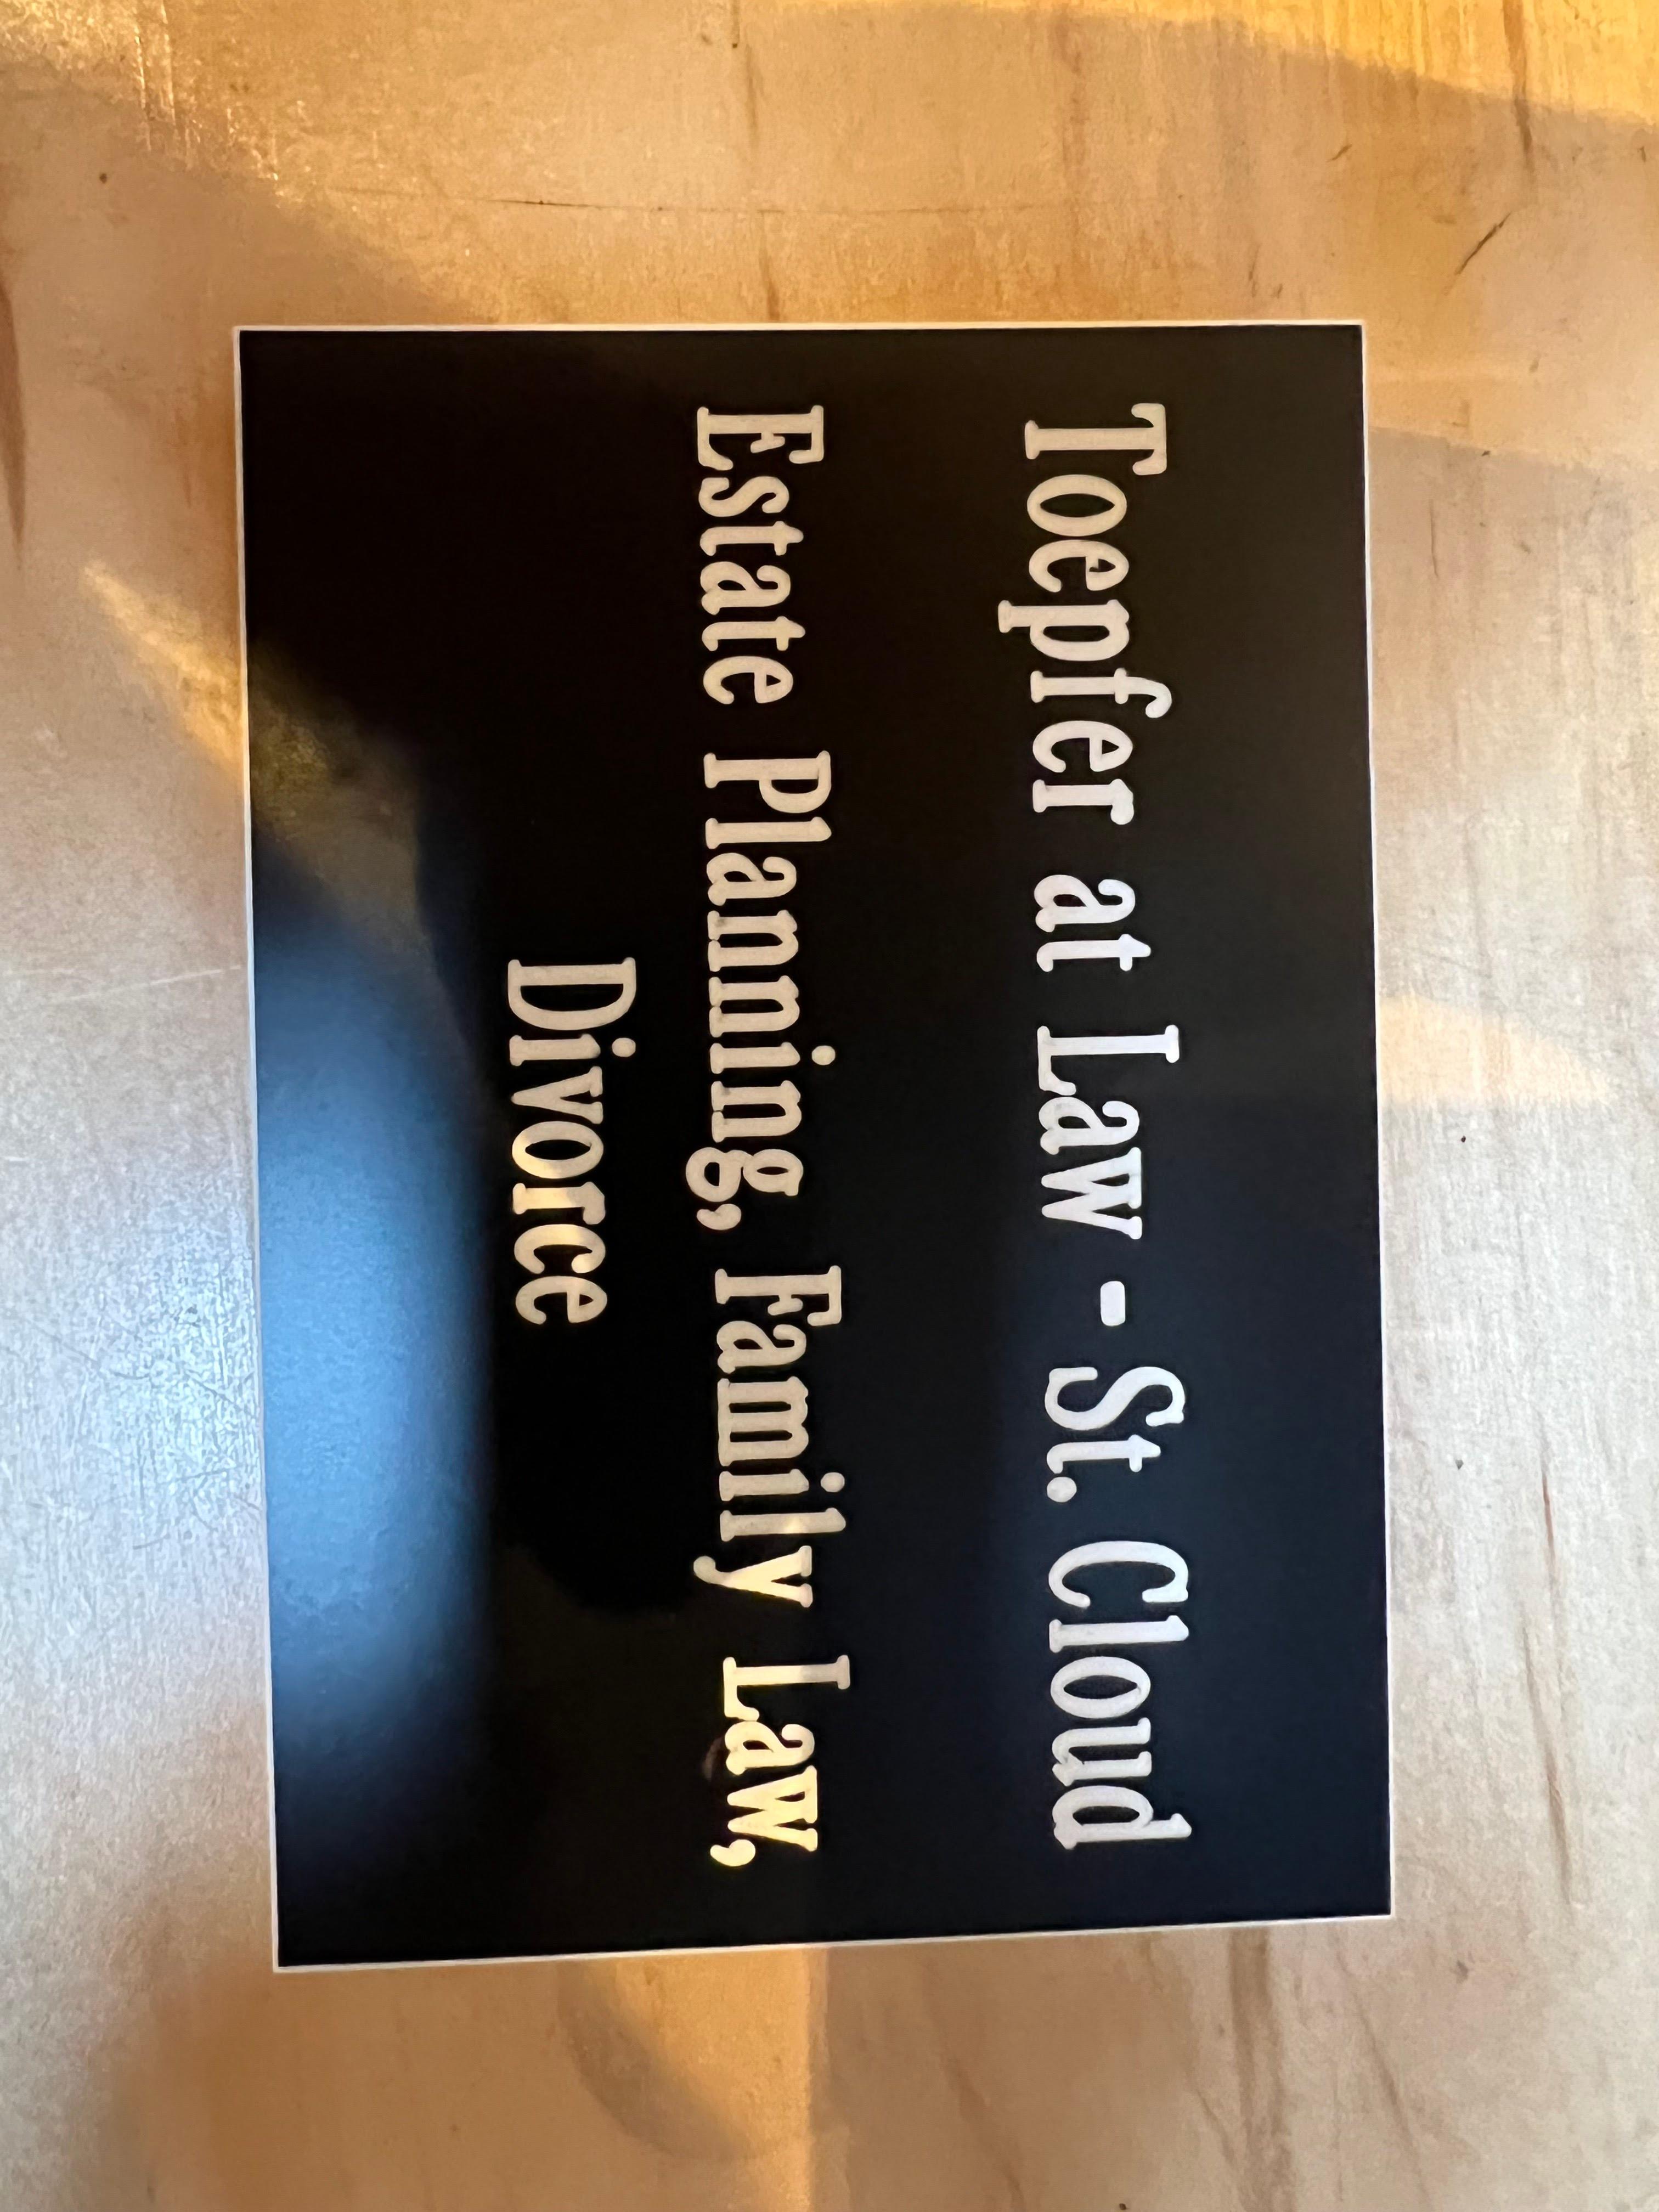 Toepfer at Law - St. Cloud
Estate Planning, Family Law,
Divorce